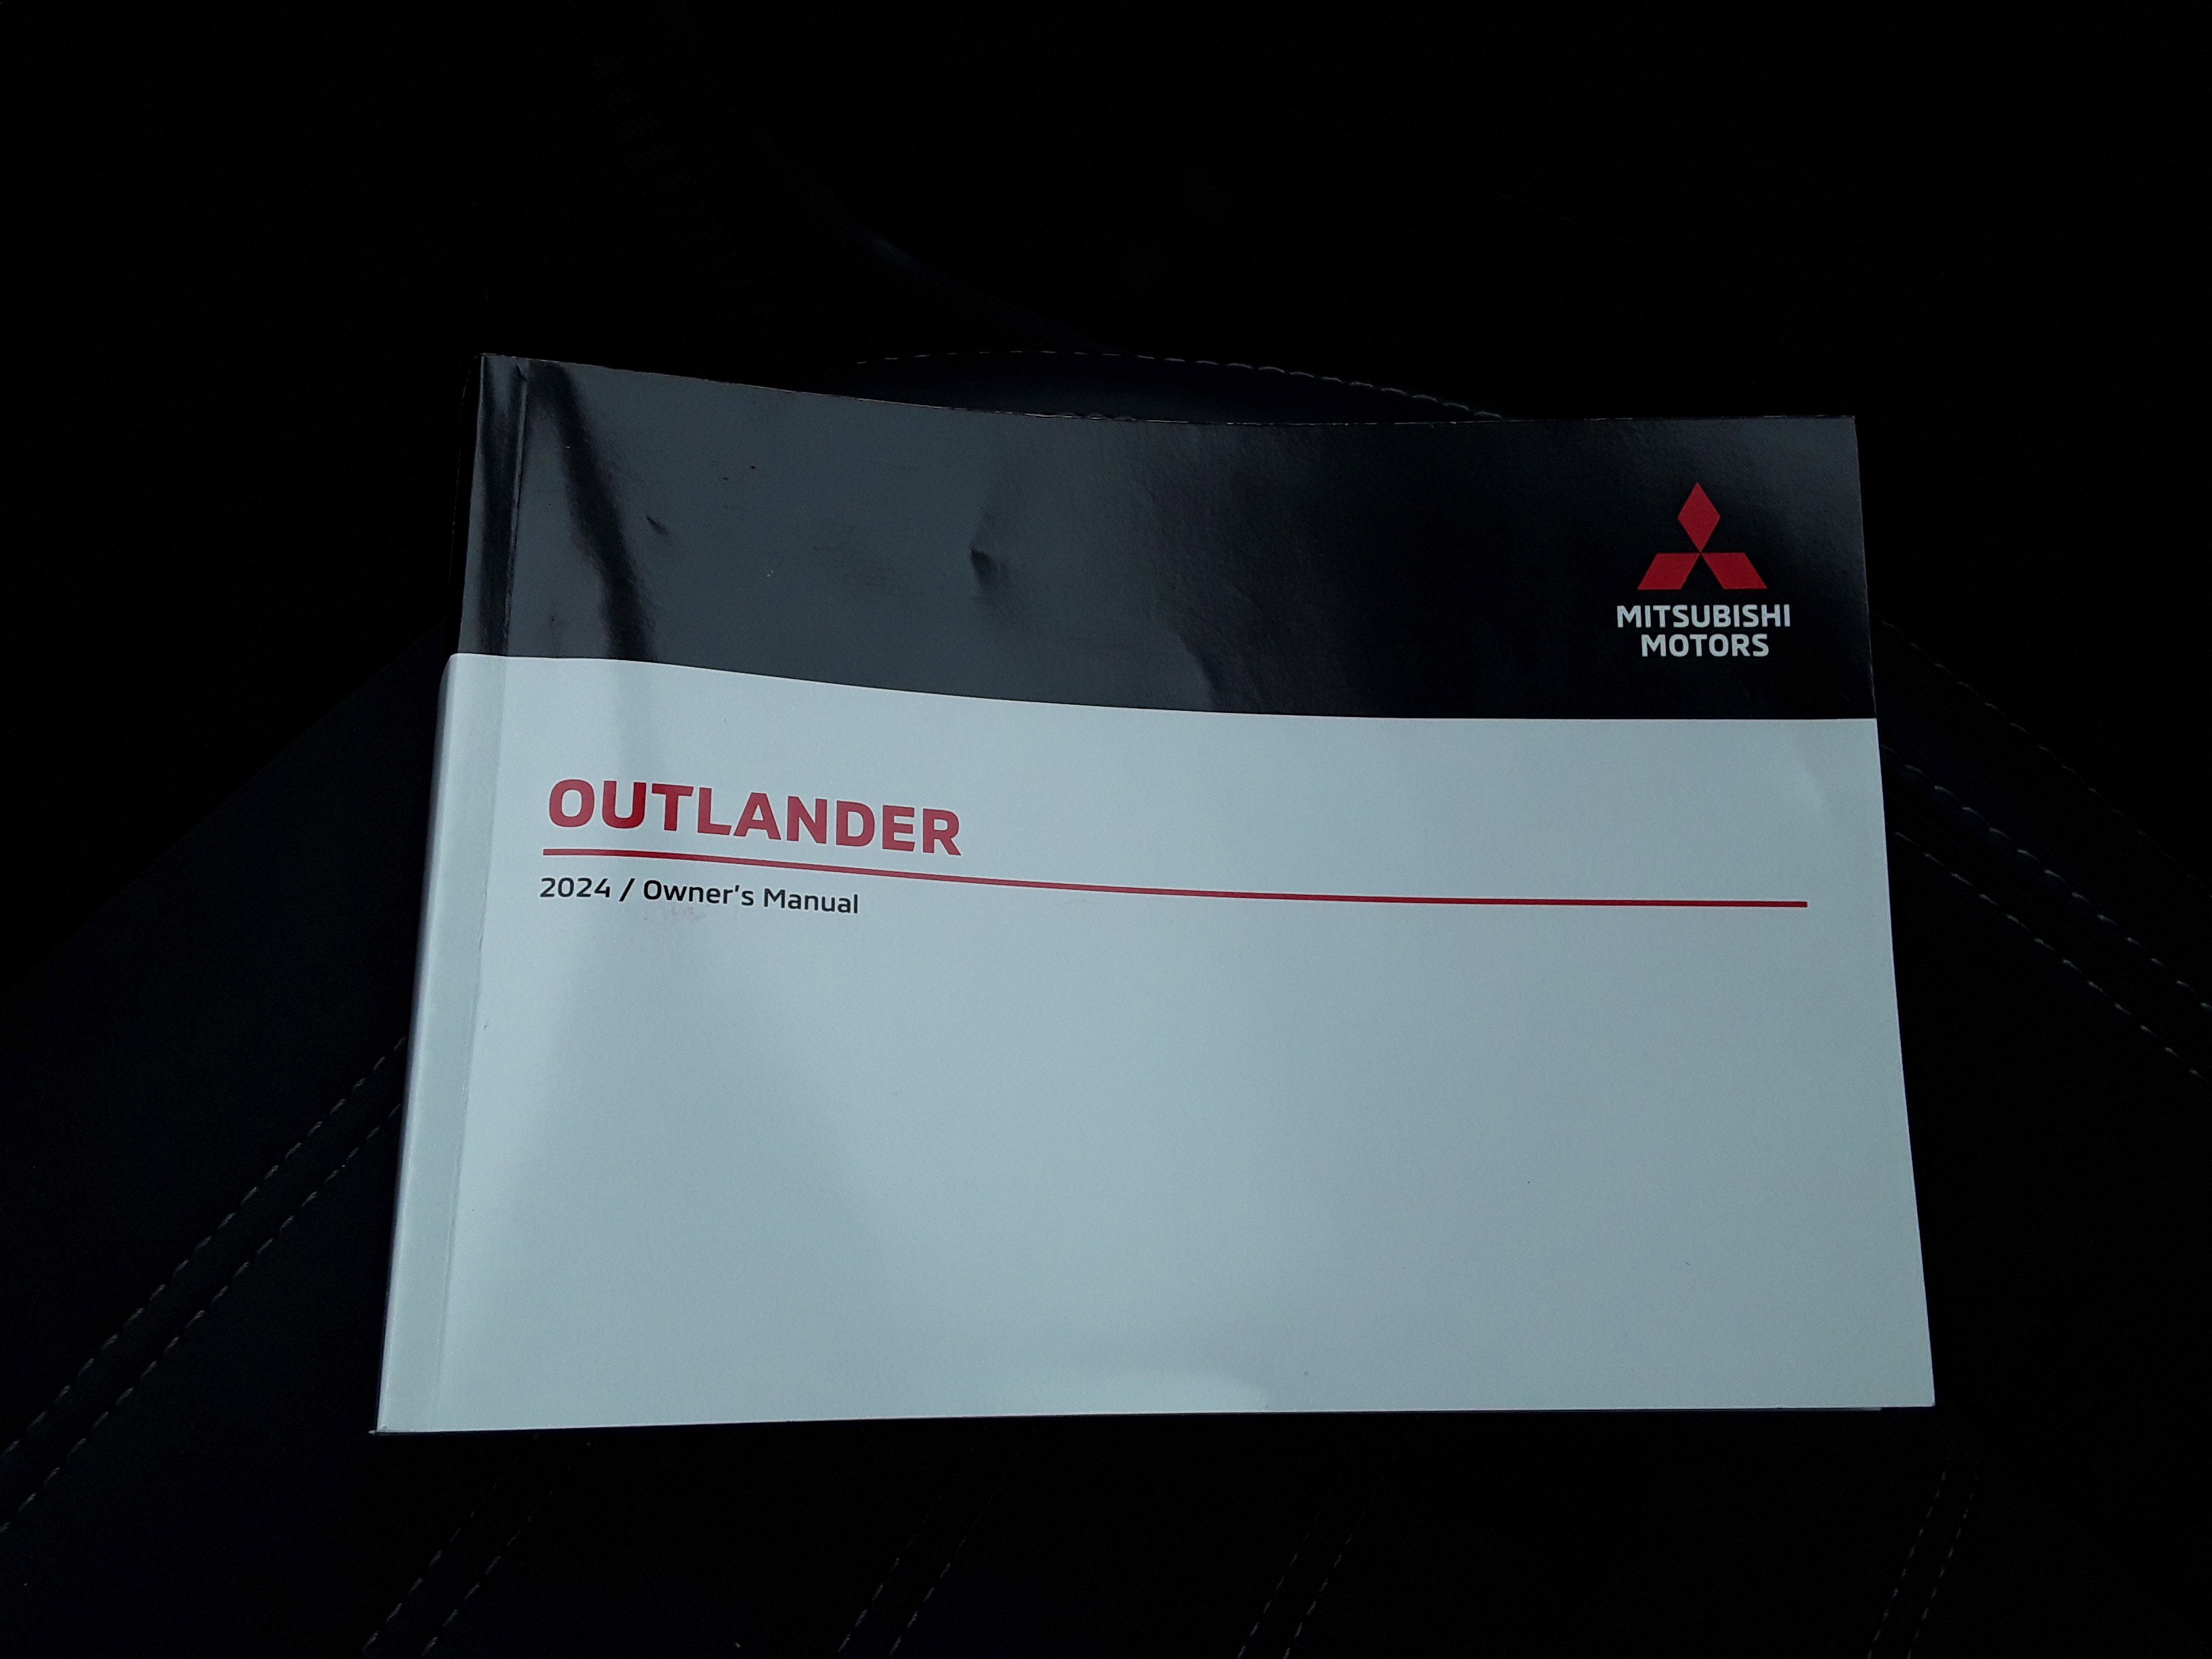 MITSUBISHI
MOTORS
OUTLANDER
2024 / Owner's Manual